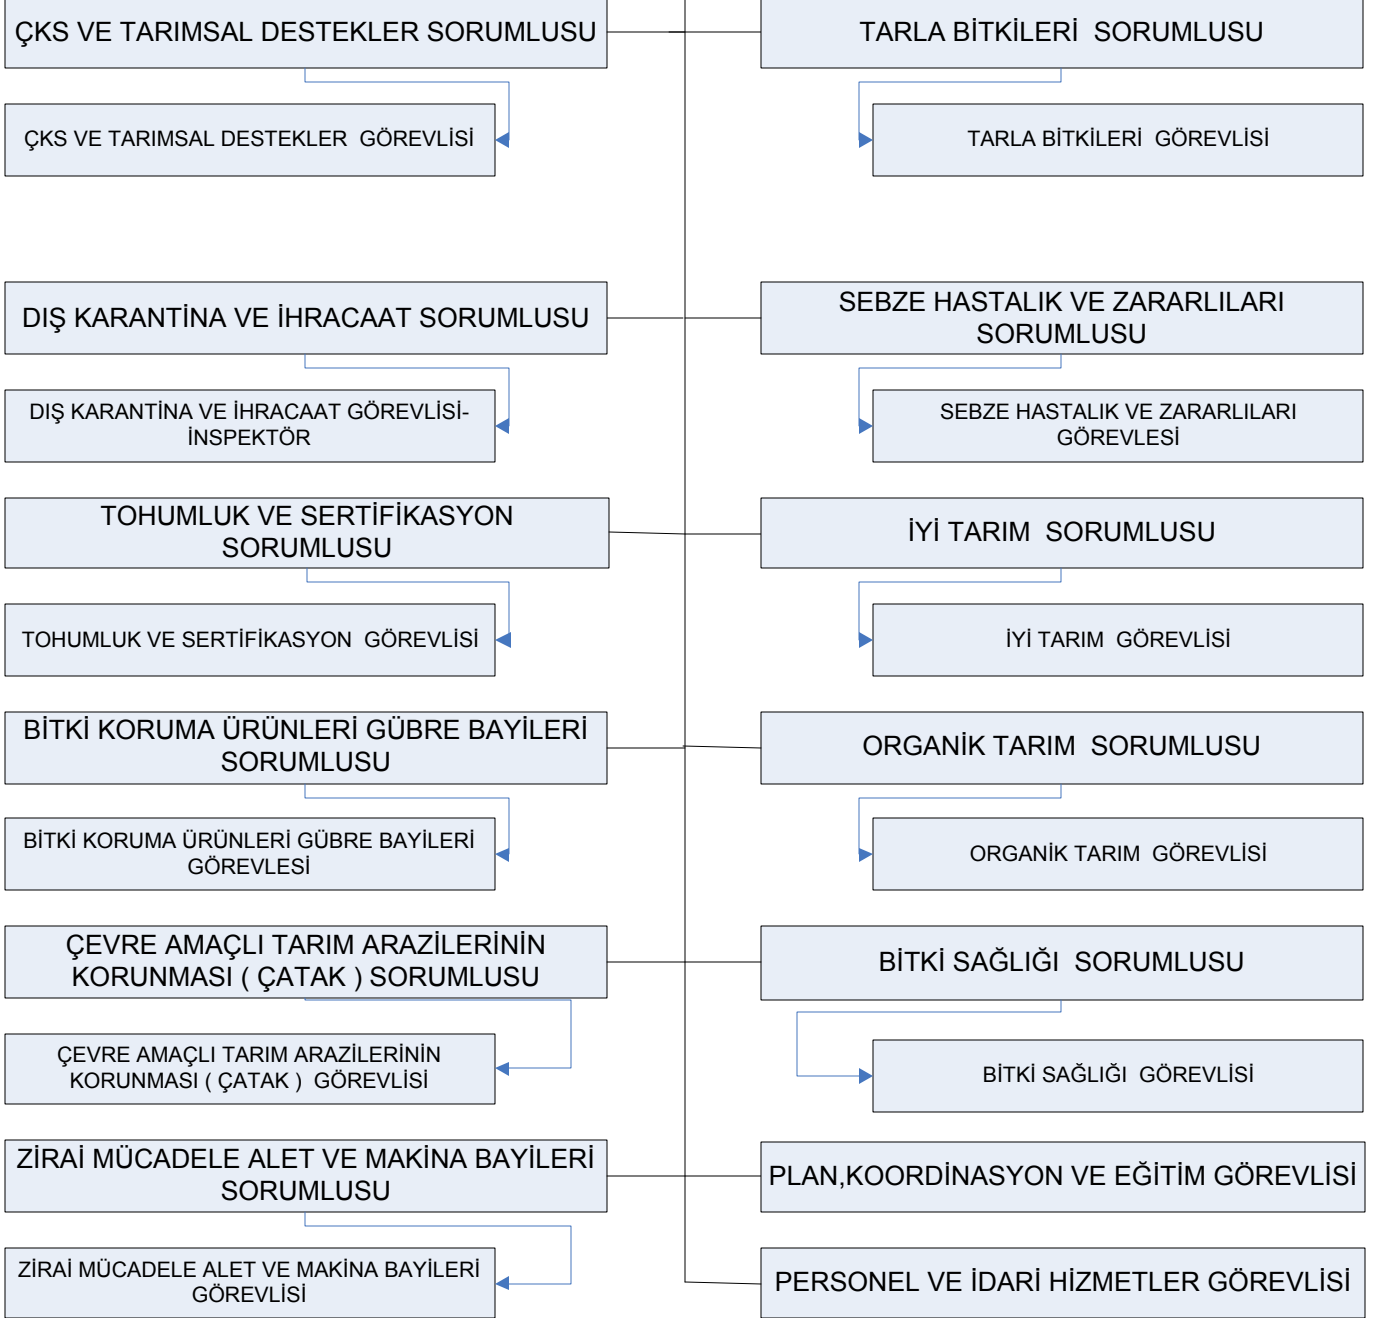 ÇKS VE TARIMSAL DESTEKLER SORUMLUSU
TARLA BİTKİLERİ SORUMLUSU
ÇKS VE TARIMSAL DESTEKLER GÖREVLİSİ
TARLA BİTKİLERİ GÖREVLİSİ
DIŞ KARANTİNA VE İHRACAAT SORUMLUSU
SEBZE HASTALIK VE ZARARLILARI
SORUMLUSU
DIŞ KARANTİNA VE İHRACAAT GÖREVLİSİ-
İNSPEKTÖR
SEBZE HASTALIK VE ZARARLILARI
GÖREVLESİ
TOHUMLUK VE SERTİFİKASYON
SORUMLUSU
İYİ TARIM SORUMLUSU
TOHUMLUK VE SERTİFİKASYON GÖREVLİSİ
İYİ TARIM GÖREVLİSİ
BİTKİ KORUMA ÜRÜNLERİ GÜBRE BAYİLERİ
SORUMLUSU
ORGANİK TARIM SORUMLUSU
BİTKİ KORUMA ÜRÜNLERİ GÜBRE BAYİLERİ
GÖREVLESİ
ORGANİK TARIM GÖREVLİSİ
ÇEVRE AMAÇLI TARIM ARAZİLERİNİN
KORUNMASI ( ÇATAK ) SORUMLUSU
BİTKİ SAĞLIĞI SORUMLUSU
ÇEVRE AMAÇLI TARIM ARAZİLERİNİN
KORUNMASI ( ÇATAK ) GÖREVLİSİ
BİTKİ SAĞLIĞI GÖREVLİSİ
ZİRAİ MÜCADELE ALET VE MAKİNA BAYİLERİ
SORUMLUSU
PLAN,KOORDİNASYON VE EĞİTİM GÖREVLİSİ
ZİRAİ MÜCADELE ALET VE MAKİNA BAYİLERİ
GÖREVLİSİ
PERSONEL VE İDARİ HİZMETLER GÖREVLİSİ